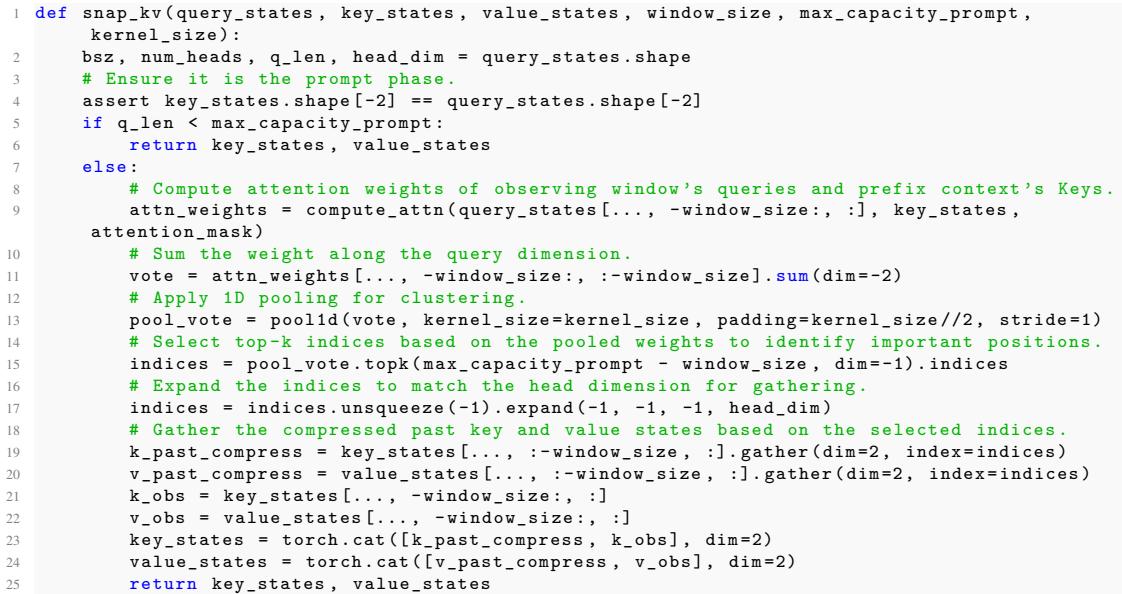 1 def snap_kv(query_states, key_states, value_states, window_size, max_capacity_prompt,
kernel_size):
2 bsz, num_heads, q_len, head_dim = query_states.shape
3 # Ensure it is the prompt phase.
4 assert key_states.shape[-2] == query_states.shape[-2]
5 if q_len < max_capacity_prompt:
6 return key_states, value_states
7 else:
8 # Compute attention weights of observing window's queries and prefix context's Keys.
9 attn_weights = compute_attn(query_states[..., -window_size:, :], key_states,
attention_mask)
10 # Sum the weight along the query dimension.
11 vote = attn_weights[..., -window_size:, :-window_size].sum(dim=-2)
12 # Apply 1D pooling for clustering.
13 pool_vote = pool1d(vote, kernel_size=kernel_size, padding=kernel_size//2, stride=1)
14 # Select top-k indices based on the pooled weights to identify important positions.
15 indices = pool_vote.topk(max_capacity_prompt - window_size, dim=-1).indices
16 # Expand the indices to match the head dimension for gathering.
17 indices = indices.unsqueeze(-1).expand(-1, -1, -1, head_dim)
18 # Gather the compressed past key and value states based on the selected indices.
19 k_past_compress = key_states[..., :-window_size, :].gather(dim=2, index=indices)
20 v_past_compress = value_states[..., :-window_size, :].gather(dim=2, index=indices)
21 k_obs = key_states[..., -window_size:, :]
22 v_obs = value_states[..., -window_size:, :]
23 key_states = torch.cat([k_past_compress, k_obs], dim=2)
24 value_states = torch.cat([v_past_compress, v_obs], dim=2)
25 return key_states, value_states